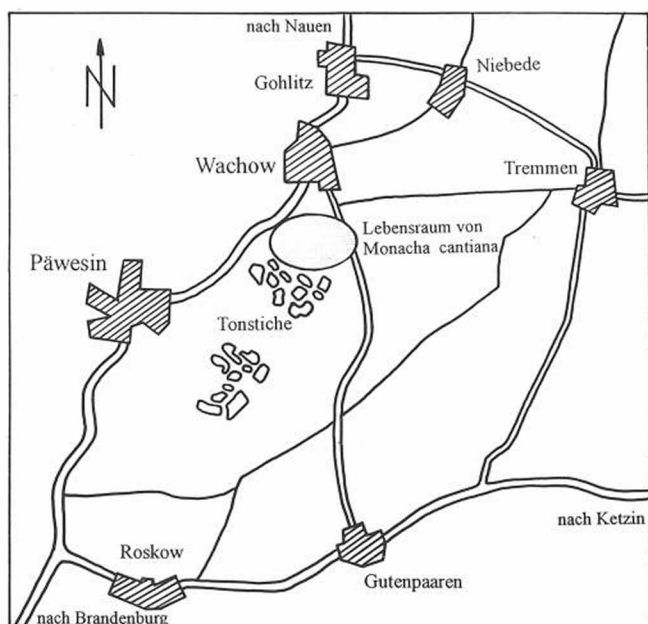 nach Nauen
N
Gohlitz
Niebede
Wachow
Tremmen
Lebensraum von
Monacha cantiana
Päwesin
Tonstiche
nach Ketzin
Roskow
Gutenpaaren
nach Brandenburg